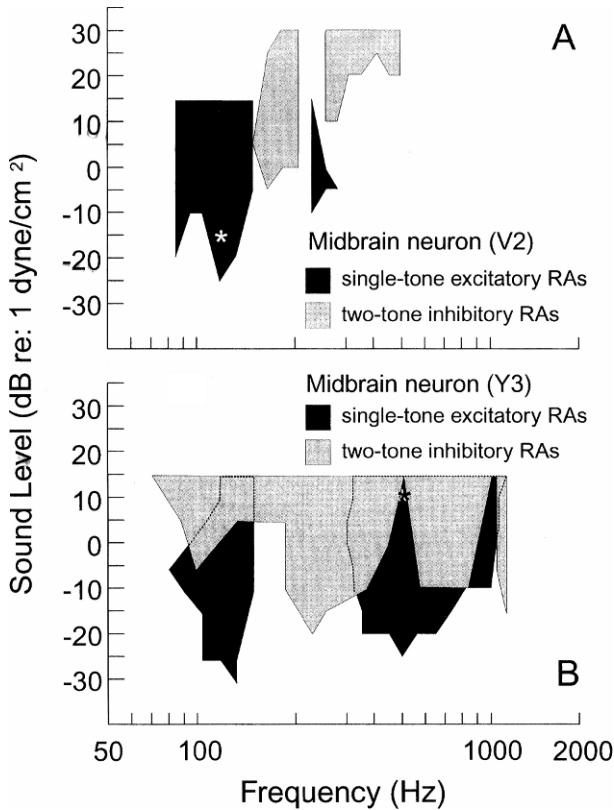 A
30
20
10
0
-10
-20
-30
Midbrain neuron (V2)
single-tone excitatory RAs
two-tone inhibitory RAs
Sound Level (dB re: 1 dyne/cm²)
Midbrain neuron (Y3)
single-tone excitatory RAs
two-tone inhibitory RAs
30
20
10
0
-10
-20
-30
B
50 100 200 1000 2000
Frequency (Hz)